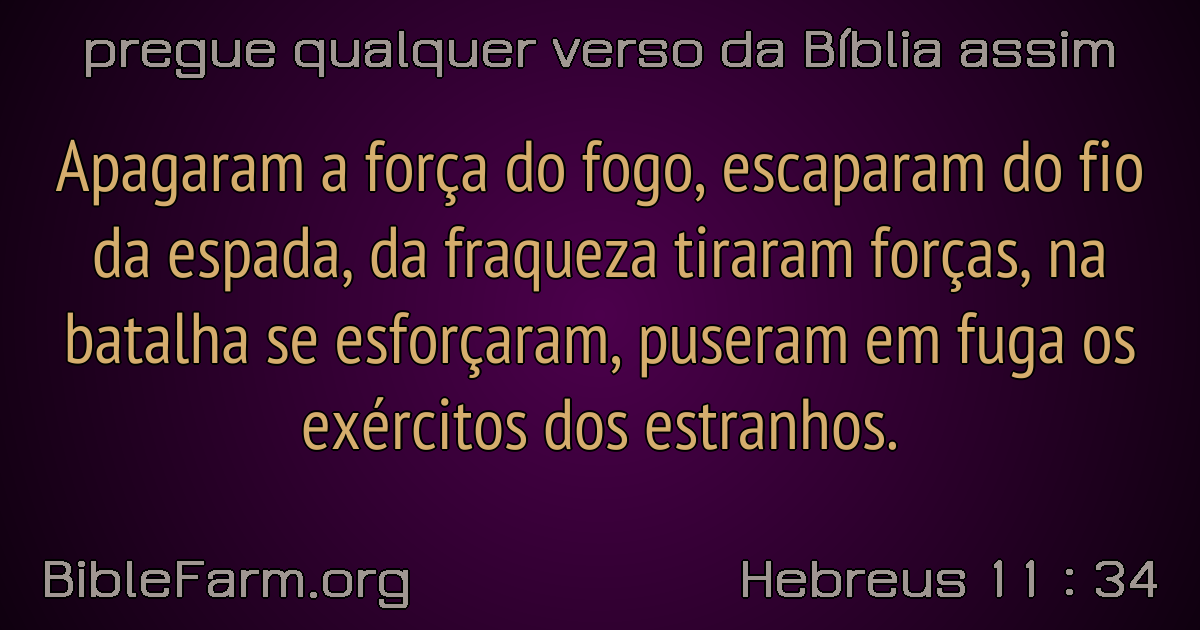 pregue qualquer verso da Bíblia assim
Apagaram a força do fogo, escaparam do fio
da espada, da fraqueza tiraram forças, na
batalha se esforçaram, puseram em fuga os
exércitos dos estranhos.
BibleFarm.org
Hebreus 11 : 34